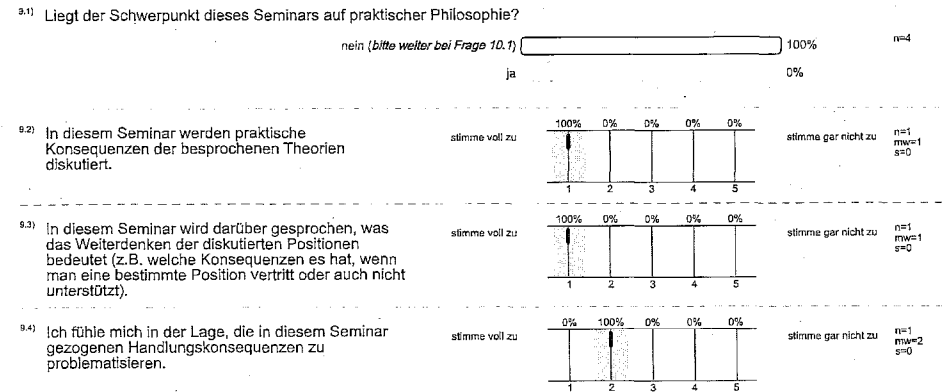 9.1) Liegt der Schwerpunkt dieses Seminars auf praktischer Philosophie?
nein (bitte weiter bei Frage 10.1) 100% n=4
ja 0%
9.2) In diesem Seminar werden praktische
Konsequenzen der besprochenen Theorien
diskutiert.
stimme voll zu
100% 0% 0% 0% 0%
1 2 3 4 5
stimme gar nicht zu
n=1
mw=1
s=0
9.3) In diesem Seminar wird darüber gesprochen, was
das Weiterdenken der diskutierten Positionen
bedeutet (z.B. welche Konsequenzen es hat, wenn
man eine bestimmte Position vertritt oder auch nicht
unterstützt).
stimme voll zu
100% 0% 0% 0% 0%
1 2 3 4 5
stimme gar nicht zu
n=1
mw=1
s=0
9.4) Ich fühle mich in der Lage, die in diesem Seminar
gezogenen Handlungskonsequenzen zu
problematisieren.
stimme voll zu
0% 100% 0% 0% 0%
1 2 3 4 5
stimme gar nicht zu
n=1
mw=2
s=0